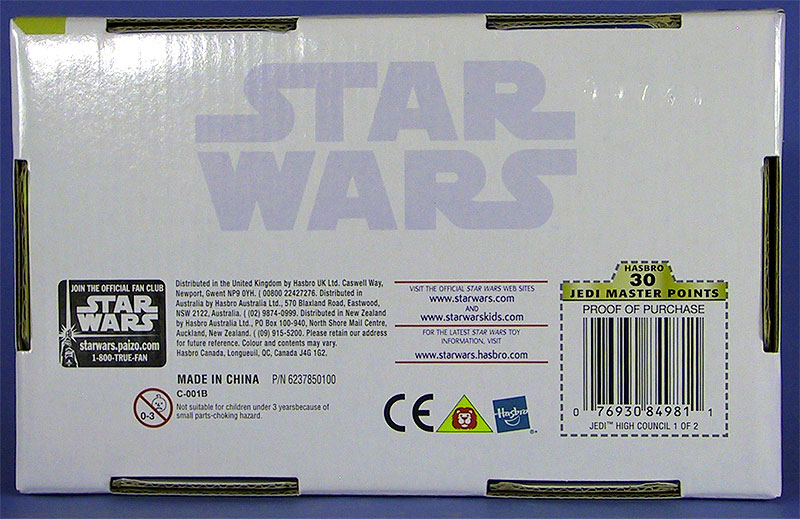 STAR
WARS
JOIN THE OFFICIAL FAN CLUB
STAR
WARS
starwars.paizo.com
1-800-TRUE-FAN
Distributed in the United Kingdom by Hasbro UK Ltd. Caswell Way,
Newport, Gwent NP9 0YH. ( 00800 22427276. Distributed in
Australia by Hasbro Australia Ltd., 570 Blaxland Road, Eastwood,
NSW 2122, Australia. ( (02) 9874-0999. Distributed in New Zealand
by Hasbro Australia Ltd., PO Box 100-940, North Shore Mail Centre,
Auckland, New Zealand. ( (09) 915-5200. Please retain our address
for future reference. Colour and contents may vary.
Hasbro Canada, Longueuil, QC, Canada J4G 1G2.
MADE IN CHINA P/N 6237850100
C-001B
0-3
Not suitable for children under 3 yearsbecause of
small parts-choking hazard.
VISIT THE OFFICIAL STAR WARS WEB SITES
www.starwars.com
AND
www.starwarskids.com
FOR THE LATEST STAR WARS TOY
INFORMATION, VISIT
www.starwars.hasbro.com
CE
Hasbro
®*
HASBRO
30
JEDI MASTER POINTS
PROOF OF PURCHASE
0 76930 84981 1
JEDI™ HIGH COUNCIL 1 OF 2